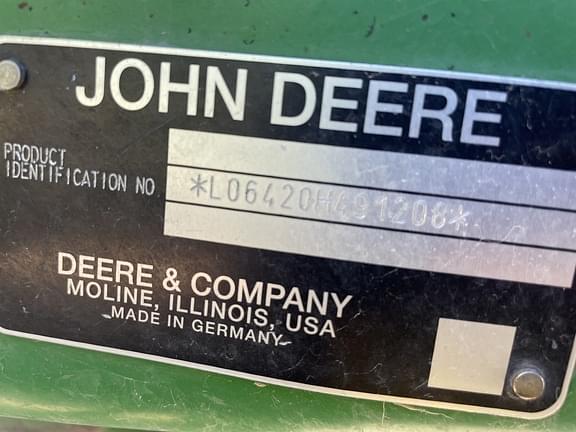 JOHN DEERE
PRODUCT
IDENTIFICATION NO
*L06420H491208*
DEERE & COMPANY
MOLINE, ILLINOIS, USA
MADE IN GERMANY